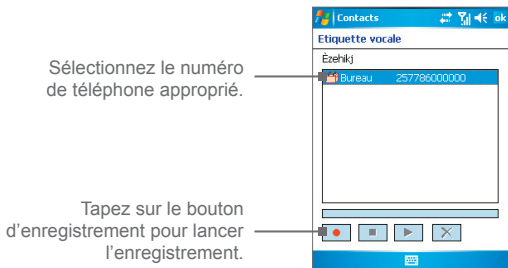 Contacts
ok
Etiquette vocale
Èzehikj
Bureau 257786000000
Sélectionnez le numéro
de téléphone approprié.
Tapez sur le bouton
d'enregistrement pour lancer
l'enregistrement.